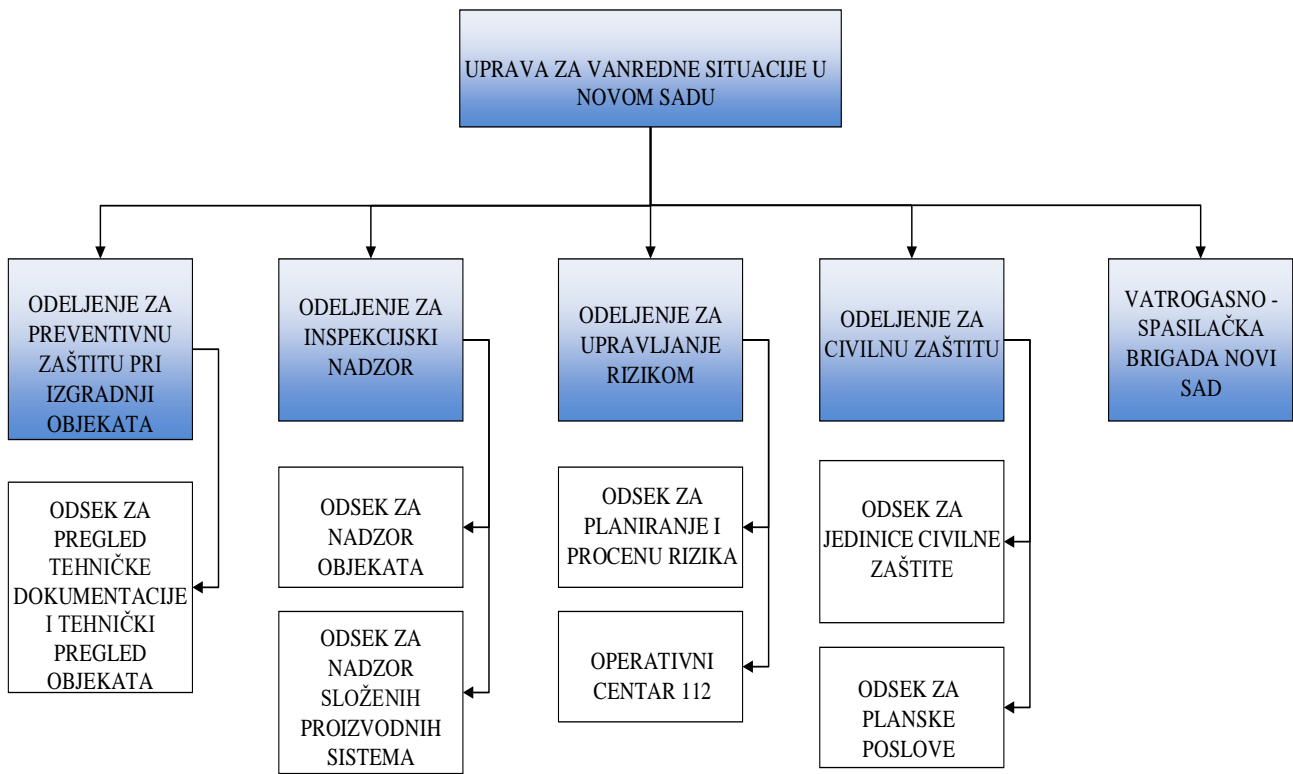 UPRAVA ZA VANREDNE SITUACIJE U
NOVOM SADU
ODELJENJE ZA
PREVENTIVNU
ZAŠTITU PRI
IZGRADNJI
OBJEKATA
ODELJENJE ZA
INSPEKCIJSKI
NADZOR
ODELJENJE ZA
UPRAVLJANJE
RIZIKOM
ODELJENJE ZA
CIVILNU ZAŠTITU
VATROGASNO -
SPASILAČKA
BRIGADA NOVI
SAD
ODSEK ZA
PREGLED
TEHNIČKE
DOKUMENTACIJE
I TEHNIČKI
PREGLED
OBJEKATA
ODSEK ZA
NADZOR
OBJEKATA
ODSEK ZA
PLANIRANJE I
PROCENU RIZIKA
ODSEK ZA
JEDINICE CIVILNE
ZAŠTITE
ODSEK ZA
NADZOR
SLOŽENIH
PROIZVODNIH
SISTEMA
OPERATIVNI
CENTAR 112
ODSEK ZA
PLANSKE
POSLOVE